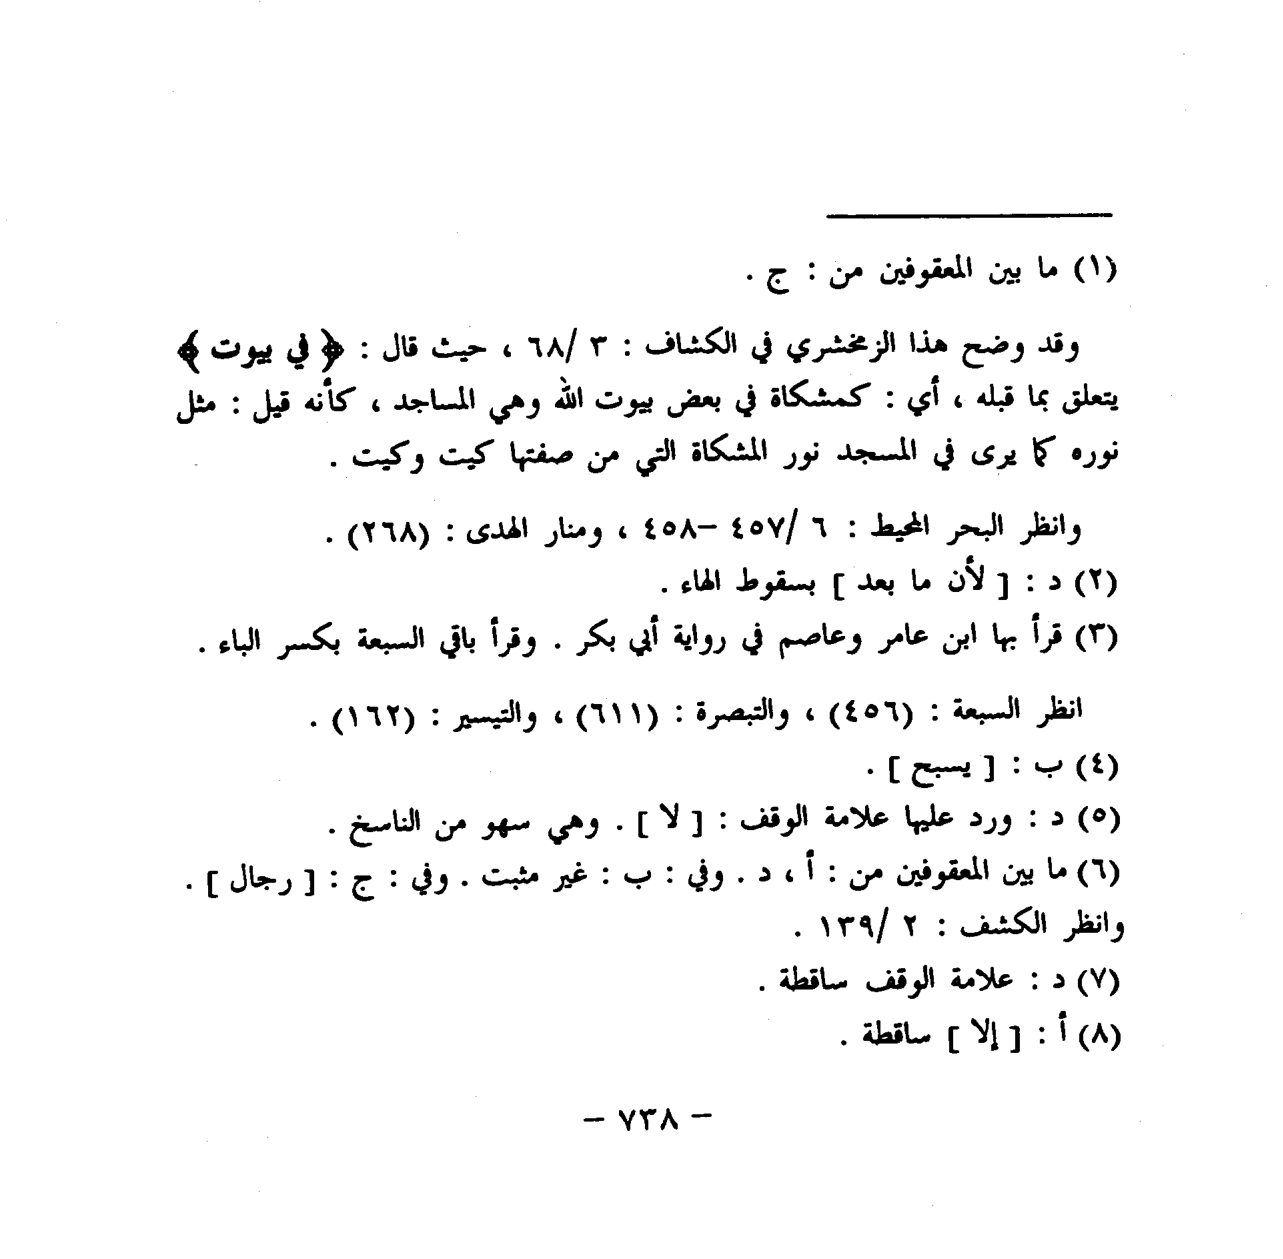 (١) ما بين المعقوفين من : ج .
وقد وضح هذا الزمخشري في الكشاف : ٣ /٦٨ ، حيث قال : ﴿ في بيوت ﴾
يتعلق بما قبله ، أي : كمشكاة في بعض بيوت الله وهي المساجد ، كأنه قيل : مثل
نوره كما يرى في المسجد نور المشكاة التي من صفتها كيت وكيت .
وانظر البحر المحيط : ٦ /٤٥٧ -٤٥٨ ، ومنار الهدى : (٢٦٨) .
(٢) د : [ لأن ما بعد ] بسقوط الهاء .
(٣) قرأ بها ابن عامر وعاصم في رواية أبي بكر . وقرأ باقي السبعة بكسر الباء .
انظر السبعة : (٤٥٦) ، والتبصرة : (٦١١) ، والتيسير : (١٦٢) .
(٤) ب : [ يسبح ] .
(٥) د : ورد عليها علامة الوقف : [ لا ] . وهي سهو من الناسخ .
(٦) ما بين المعقوفين من : أ ، د . وفي : ب : غير مثبت . وفي : ج : [ رجال ] .
وانظر الكشف : ٢ /١٣٩ .
(٧) د : علامة الوقف ساقطة .
(٨) أ : [ إلا ] ساقطة .
- ٧٣٨ -